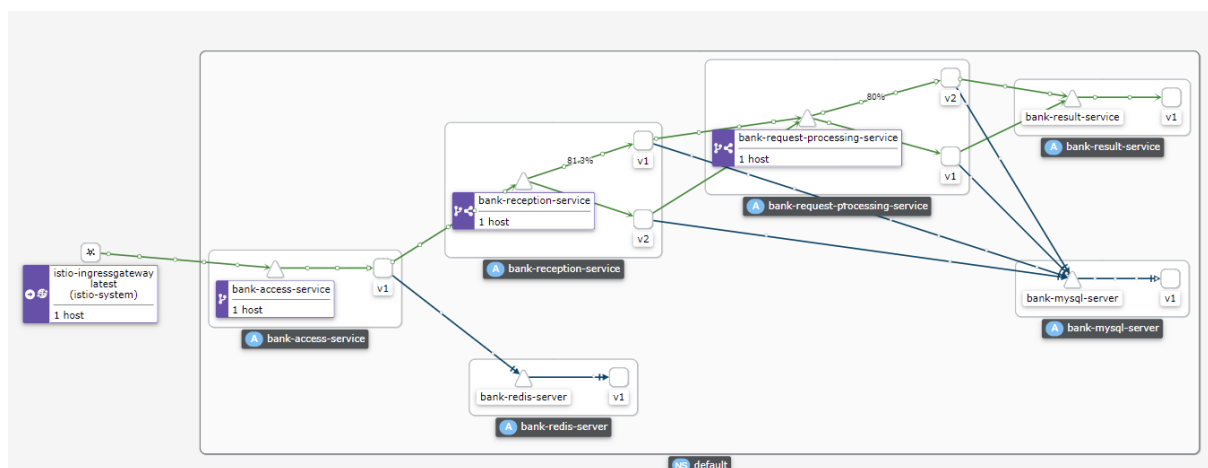 istio-ingressgateway
latest
(istio-system)
1 host
bank-access-service
1 host
v1
A bank-access-service
81.3%
bank-reception-service
1 host
v1
v2
A bank-reception-service
80%
bank-request-processing-service
1 host
v2
v1
A bank-request-processing-service
bank-result-service
v1
A bank-result-service
bank-mysql-server
v1
A bank-mysql-server
bank-redis-server
v1
A bank-redis-server
NS default